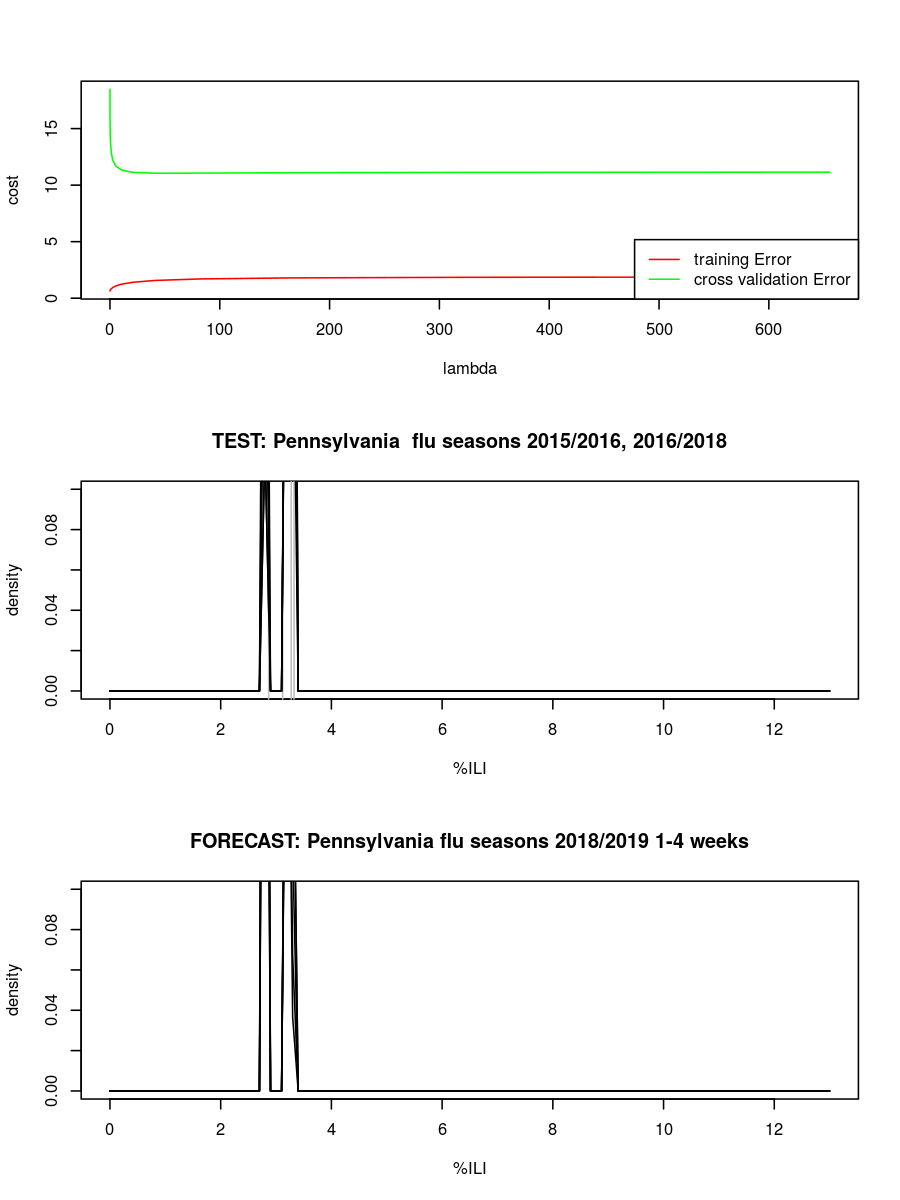 15
10
5
0
cost
training Error
cross validation Error
0 100 200 300 400 500 600
lambda
TEST: Pennsylvania  flu seasons 2015/2016, 2016/2018
0.08
0.04
0.00
density
0 2 4 6 8 10 12
%ILI
FORECAST: Pennsylvania flu seasons 2018/2019 1-4 weeks
0.08
0.04
0.00
density
0 2 4 6 8 10 12
%ILI